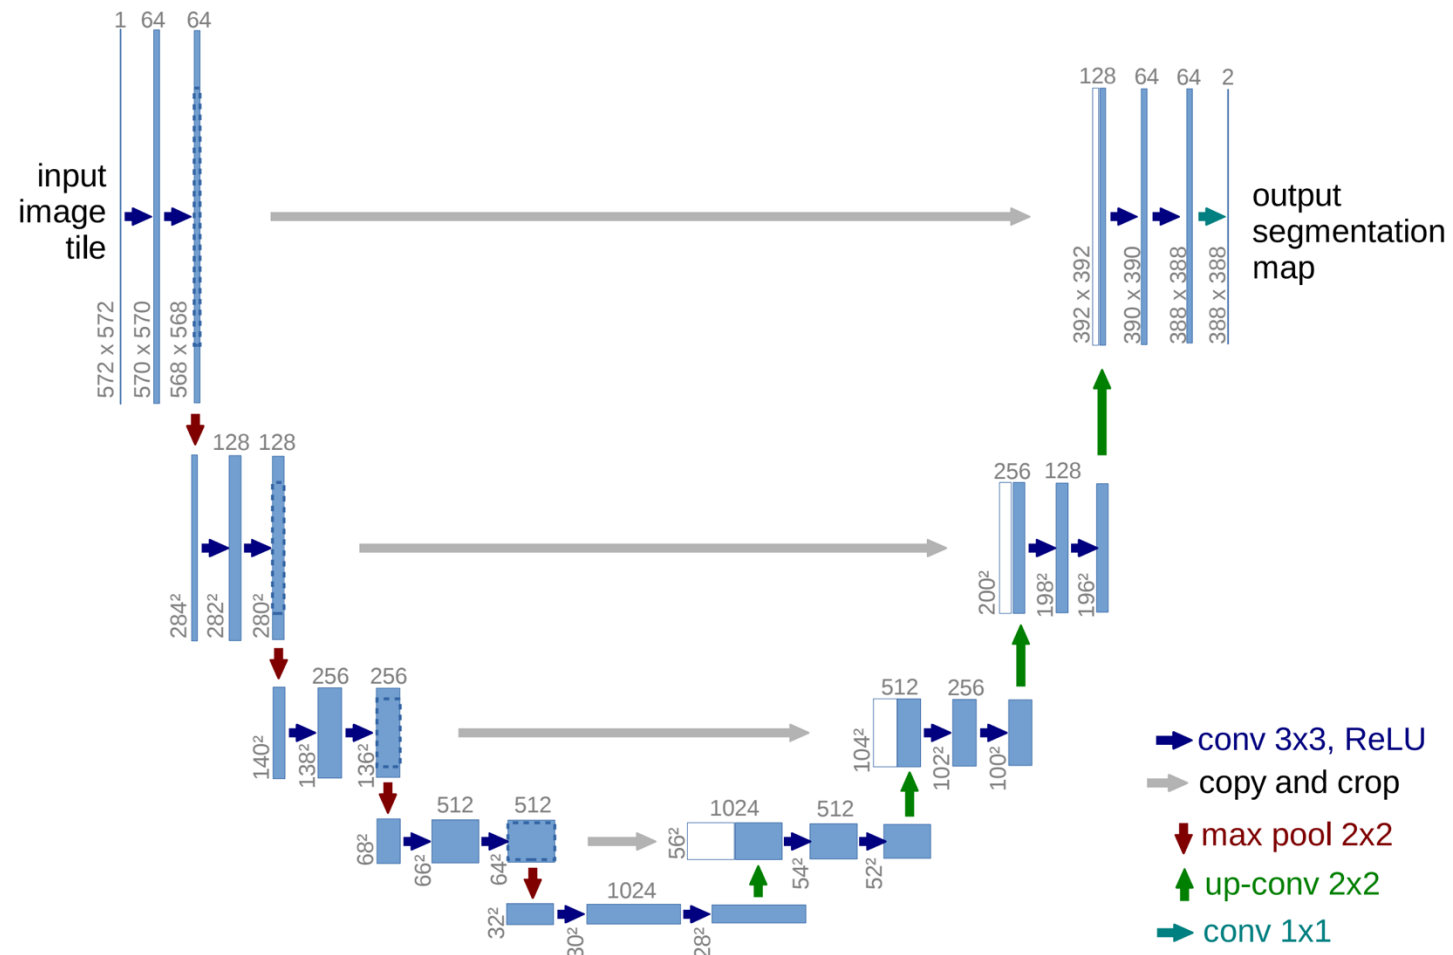 1 64 64
input
image
tile
572 x 572
570 x 570
568 x 568
128 64 64 2
output
segmentation
map
392 x 392
390 x 390
388 x 388
388 x 388
128 128
284²
282²
280²
256 128
200²
198²
196²
256 256
140²
138²
136²
512 256
104²
102²
100²
512 512
68²
66²
64²
1024 512
56²
54²
52²
1024
32²
30²
28²
conv 3x3, ReLU
copy and crop
max pool 2x2
up-conv 2x2
conv 1x1